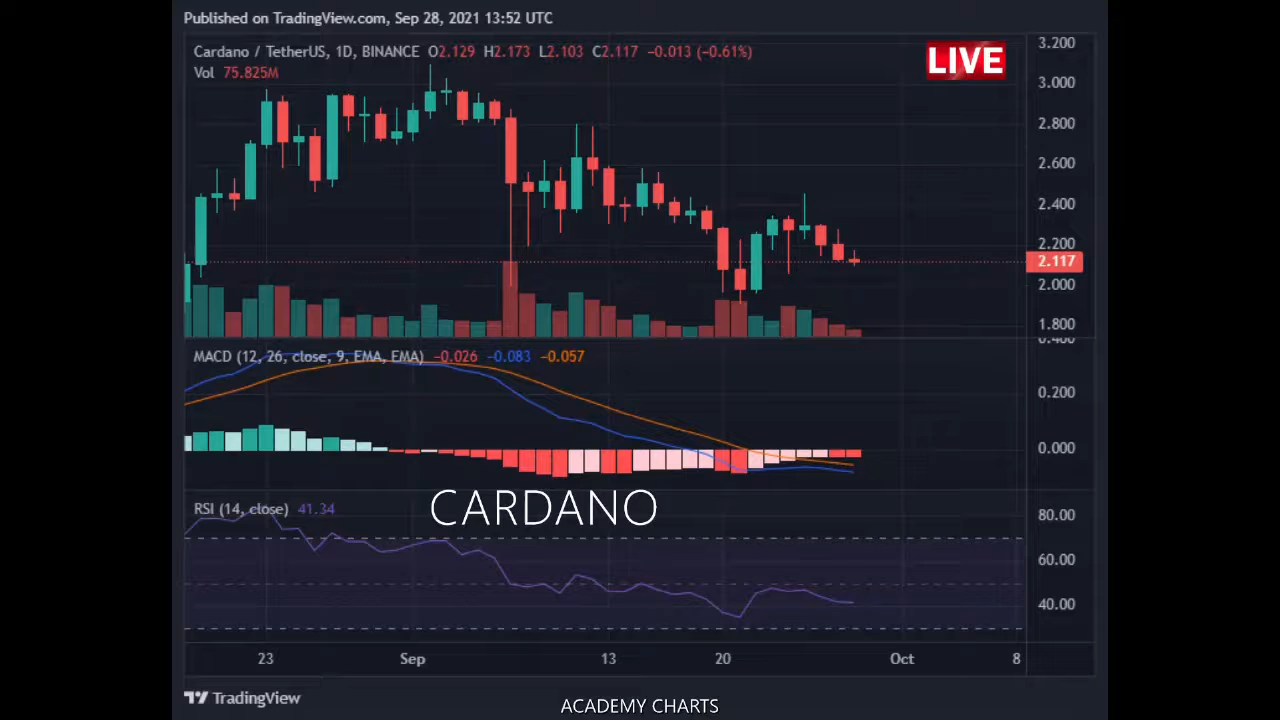 Published on TradingView.com, Sep 28, 2021 13:52 UTC
Cardano / TetherUS, 1D, BINANCE O2.129 H2.173 L2.103 C2.117 −0.013 (−0.61%)
Vol 75.825M
LIVE
3.200
3.000
2.800
2.600
2.400
2.200
2.117
2.000
1.800
0.400
MACD (12, 26, close, 9, EMA, EMA) −0.026 −0.083 −0.057
0.200
0.000
CARDANO
RSI (14, close) 41.34
80.00
60.00
40.00
23 Sep 13 20 Oct 8
TradingView
ACADEMY CHARTS